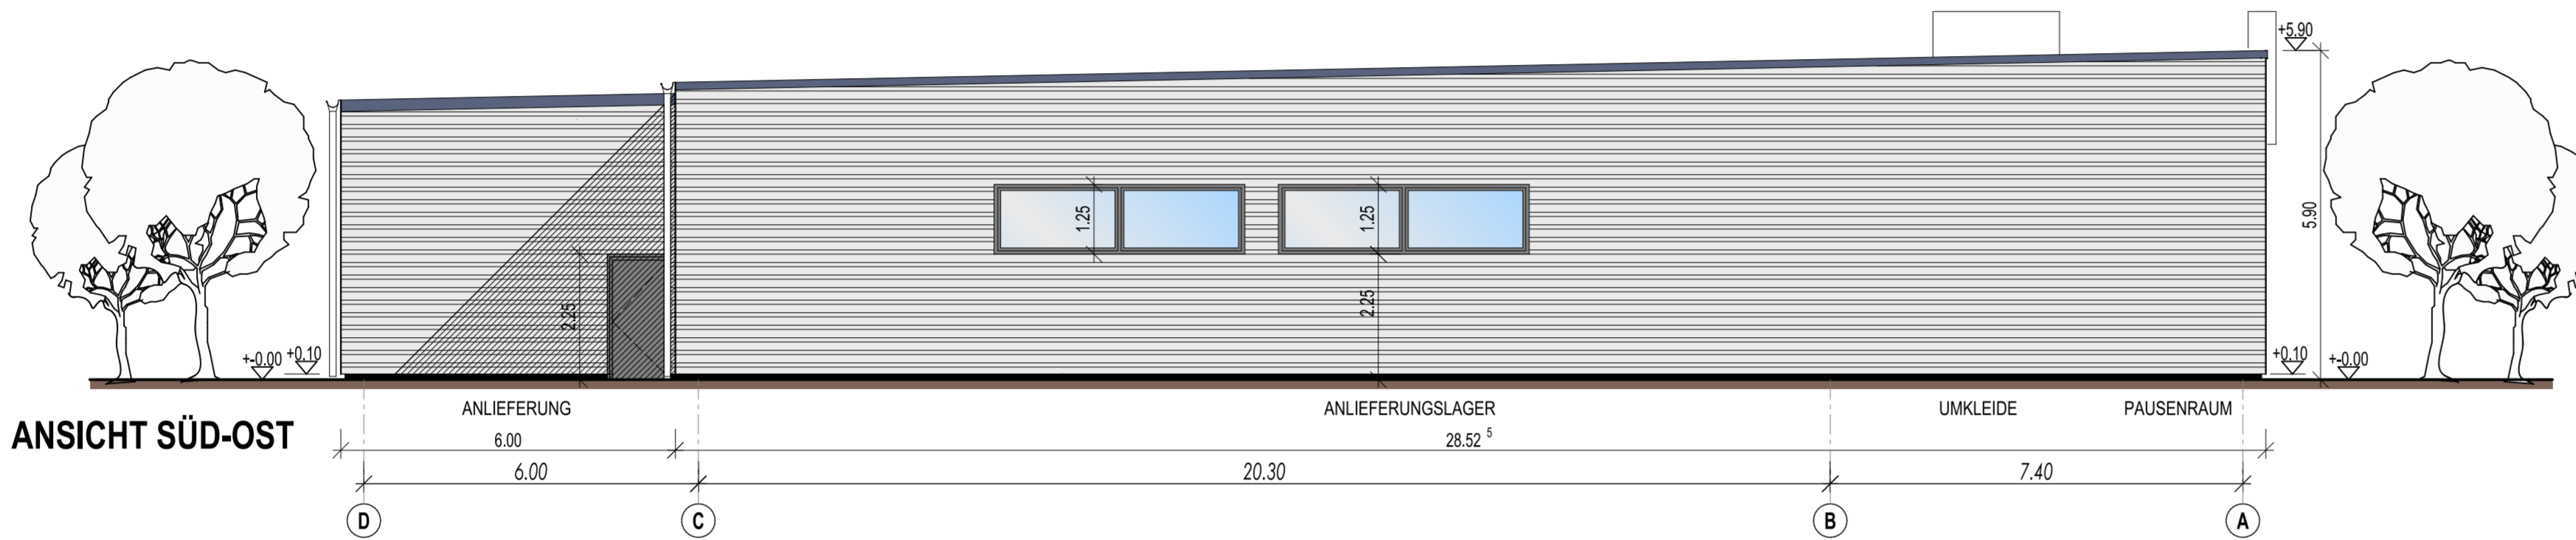 +5.90
1.25
1.25
5.90
2.25
2.25
+-0.00 +0.10
+0.10 +-0.00
ANLIEFERUNG ANLIEFERUNGSLAGER UMKLEIDE PAUSENRAUM
ANSICHT SÜD-OST
6.00 28.52 5
6.00 20.30 7.40
D C B A